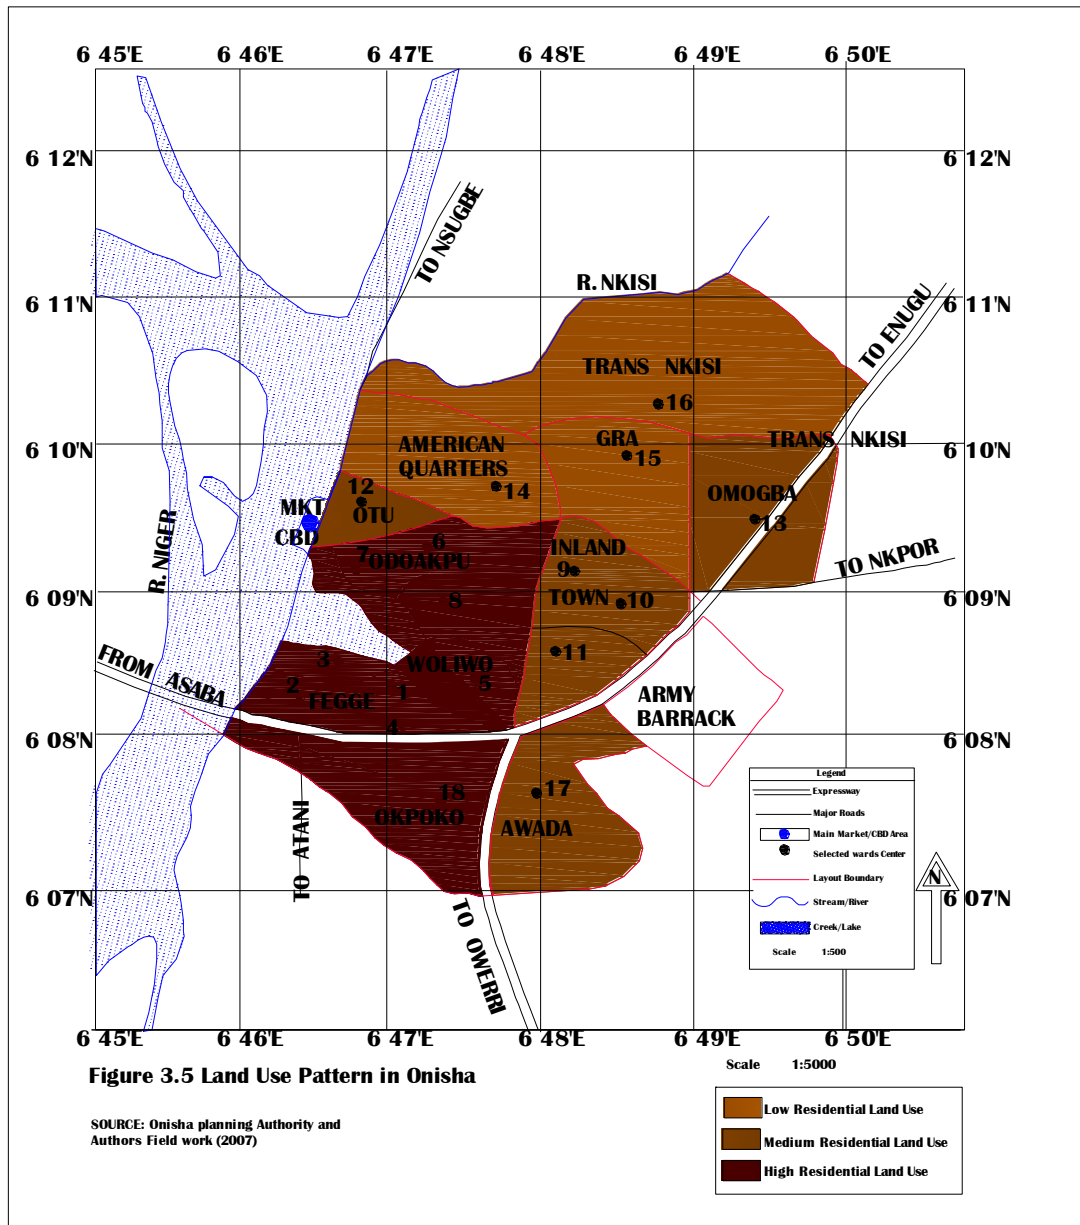 6 45'E 6 46'E 6 47'E 6 48'E 6 49'E 6 50'E
6 12'N 6 12'N
TO NSUGBE
R. NKISI
6 11'N 6 11'N
TO ENUGU
TRANS NKISI
16
GRA
TRANS NKISI
AMERICAN
QUARTERS
6 10'N 6 10'N
15
14
12
OTU
OMOGBA
13
MKT
CBD
R. NIGER
6
7
ODOAKPU
INLAND
9
TO NKPOR
6 09'N 6 09'N
8
TOWN
10
11
FROM ASABA
3
WOLIWO
2
FEGGE
1
5
4
ARMY
BARRACK
6 08'N 6 08'N
18
OKPOKO
17
AWADA
TO ATANI
TO OWERRI
Legend
Expressway
Major Roads
Main Market/CBD Area
Selected wards Center
Layout Boundary
Stream/River
Creek/Lake
Scale 1:500
N
6 07'N 6 07'N
6 45'E 6 46'E 6 47'E 6 48'E 6 49'E 6 50'E
Scale 1:5000
Figure 3.5 Land Use Pattern in Onisha
SOURCE: Onisha planning Authority and
Authors Field work (2007)
Low Residential Land Use
Medium Residential Land Use
High Residential Land Use